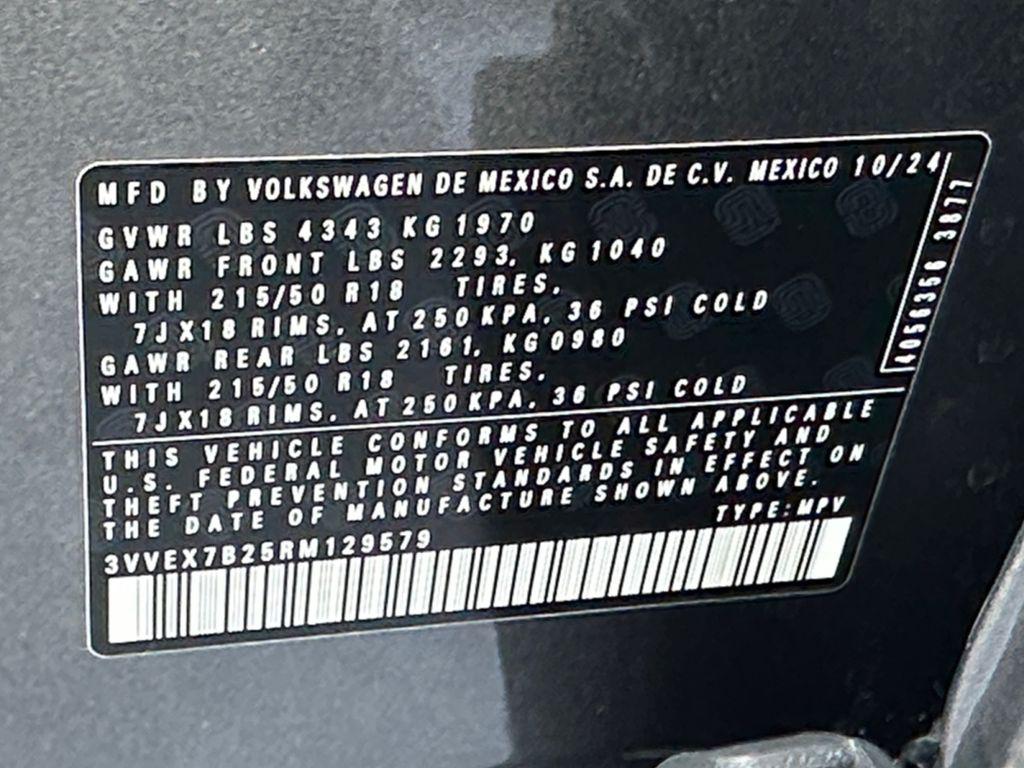 MFD BY VOLKSWAGEN DE MEXICO S.A. DE C.V. MEXICO 10/24
GVWR LBS 4343 KG 1970
GAWR FRONT LBS 2293, KG 1040
WITH 215/50 R18 TIRES,
7JX18 RIMS, AT 250 KPA, 36 PSI COLD
GAWR REAR LBS 2161, KG 0980
WITH 215/50 R18 TIRES,
7JX18 RIMS, AT 250 KPA, 36 PSI COLD
THIS VEHICLE CONFORMS TO ALL APPLICABLE
U.S. FEDERAL MOTOR VEHICLE SAFETY AND
THEFT PREVENTION STANDARDS IN EFFECT ON
THE DATE OF MANUFACTURE SHOWN ABOVE.
TYPE: MPV
3VVEX7B25RM129579
14056356 3877